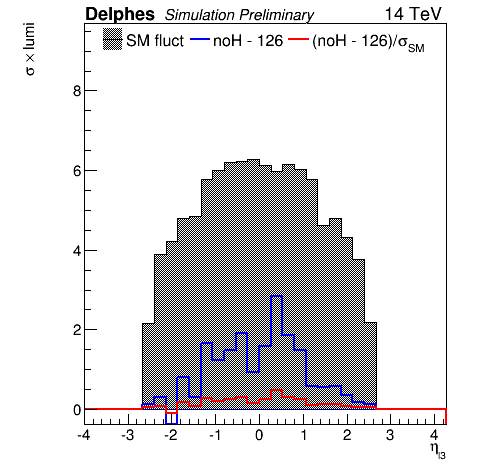 Delphes Simulation Preliminary 14 TeV
SM fluct noH - 126 (noH - 126)/σSM
σ × lumi
8
6
4
2
0
-4 -3 -2 -1 0 1 2 3 4
ηl3